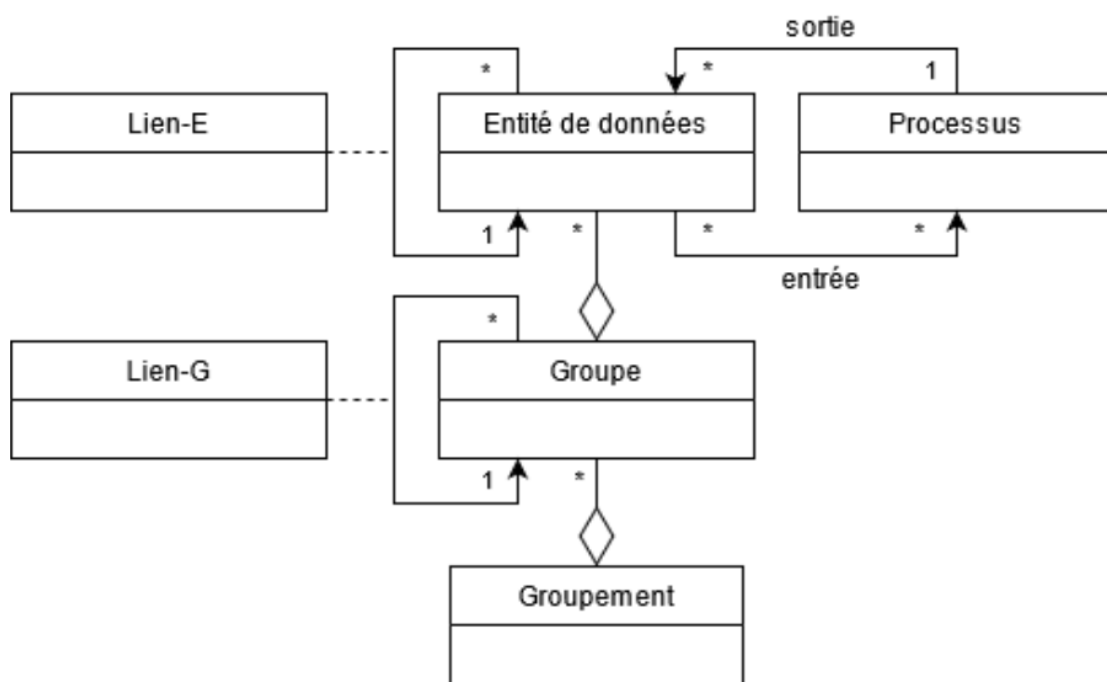 sortie
*
*
1
Lien-E
Entité de données
Processus
1
*
*
*
entrée
*
Lien-G
Groupe
1
*
Groupement